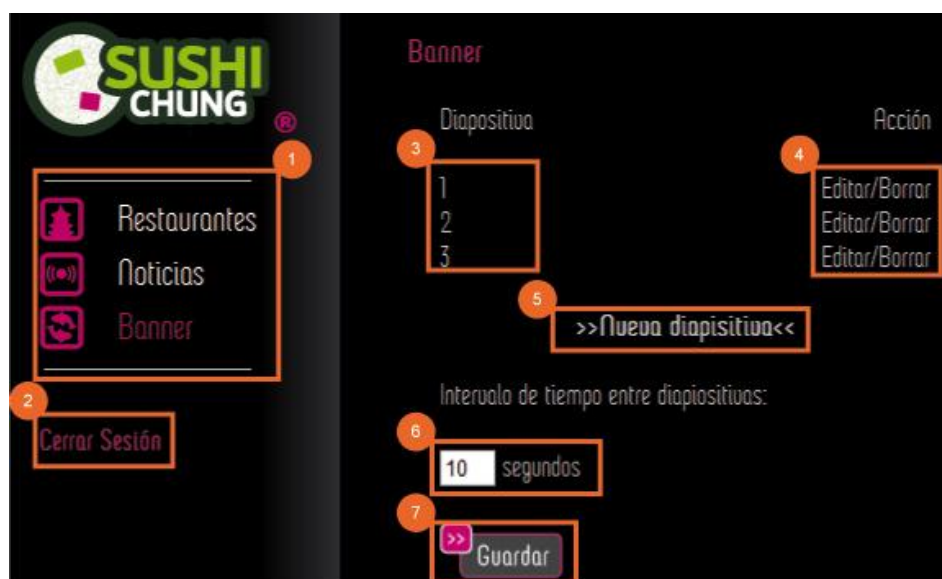 SUSHI
CHUNG
®
1
Restaurantes
Noticias
Banner
2
Cerrar Sesión
Banner
Diapositiva
Acción
3
4
1
Editar/Borrar
2
Editar/Borrar
3
Editar/Borrar
5
>>Nueva diapisitiva<<
Intervalo de tiempo entre diapiositivas:
6
10 segundos
7
>>
Guardar